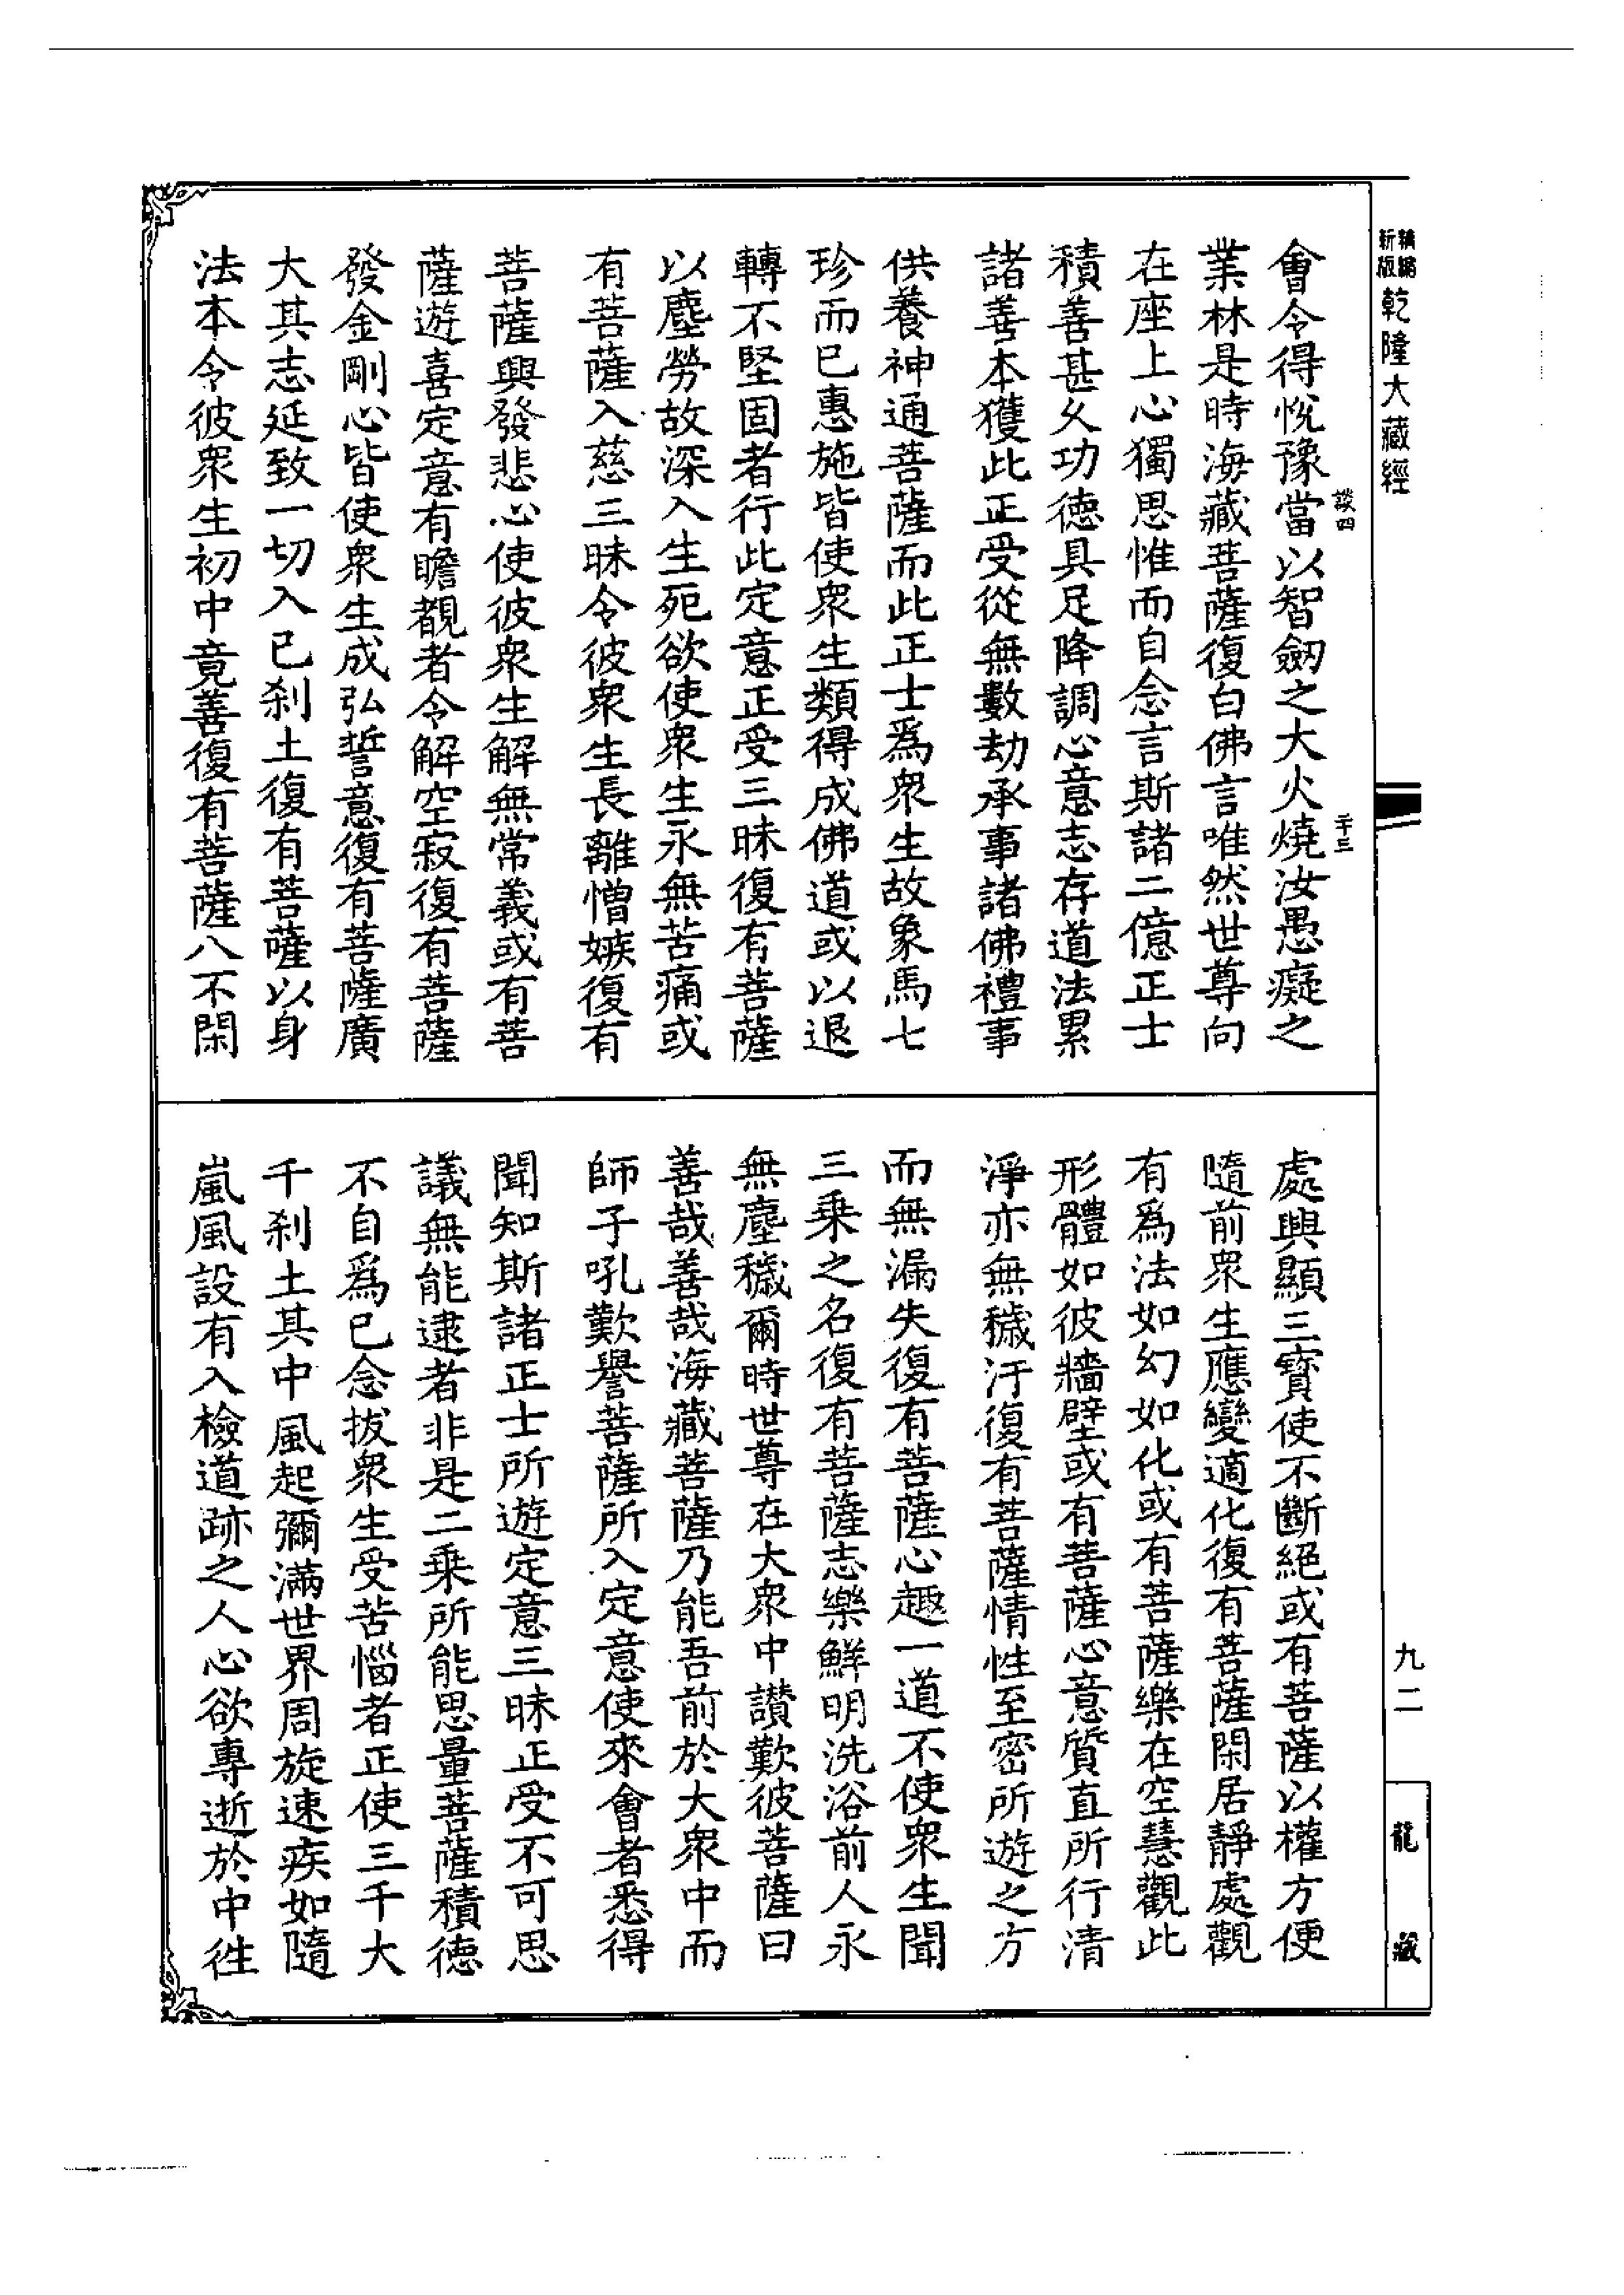 新編
新版
乾隆大藏經
談四
十三
會令得悅豫當以智劒之大火燒汝愚癡之
業林是時海藏菩薩復白佛言唯然世尊向
在座上心獨思惟而自念言斯諸二億正士
積善甚久功德具足降調心意志存道法累
諸善本獲此正受從無數劫承事諸佛禮事
供養神通菩薩而此正士爲衆生故象馬七
珍而已惠施皆使衆生類得成佛道或以退
轉不堅固者行此定意正受三昧復有菩薩
以塵勞故深入生死欲使衆生永無苦痛或
有菩薩入慈三昧令彼衆生長離憎嫉復有
菩薩興發悲心使彼衆生解無常義或有菩
薩遊喜定意有瞻覩者令解空寂復有菩薩
發金剛心皆使衆生成弘誓意復有菩薩廣
大其志延致一切入已刹土復有菩薩以身
法本令彼衆生初中竟善復有菩薩八不閑
處興顯三寳使不斷絕或有菩薩以權方便
隨前衆生應變適化復有菩薩閑居靜處觀
有爲法如幻如化或有菩薩樂在空慧觀此
形體如彼牆壁或有菩薩心意質直所行清
淨亦無穢汙復有菩薩情性至密所遊之方
而無漏失復有菩薩心趣一道不使衆生聞
三乗之名復有菩薩志樂鮮明洗浴前人永
無塵穢爾時世尊在大衆中讃歎彼菩薩曰
善哉善哉海藏菩薩乃能吾前於大衆中而
師子吼歎譽菩薩所入定意使來會者悉得
聞知斯諸正士所遊定意三昧正受不可思
議無能逮者非是二乗所能思量菩薩積德
不自爲已念拔衆生受苦惱者正使三千大
千刹土其中風起彌滿世界周旋速疾如隨
嵐風設有入檢道跡之人心欲專逝於中往
九二
龍藏